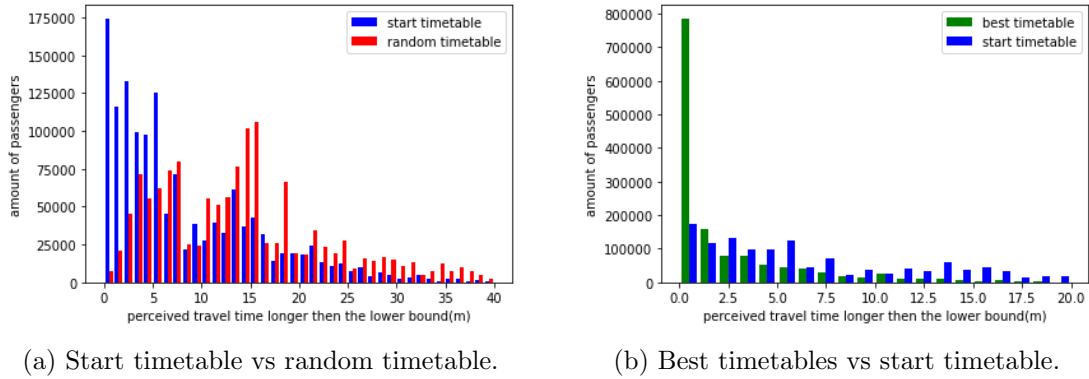 175000
150000
125000
100000
75000
50000
25000
0
amount of passengers
start timetable
random timetable
0 5 10 15 20 25 30 35 40
perceived travel time longer then the lower bound(m)
(a) Start timetable vs random timetable.
800000
700000
600000
500000
400000
300000
200000
100000
0
amount of passengers
best timetable
start timetable
0.0 2.5 5.0 7.5 10.0 12.5 15.0 17.5 20.0
perceived travel time longer then the lower bound(m)
(b) Best timetables vs start timetable.